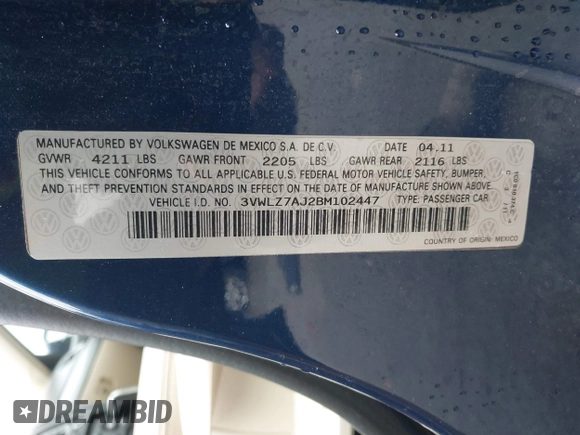 MANUFACTURED BY VOLKSWAGEN DE MEXICO S.A. DE C.V. DATE 04.11
GVWR 4211 LBS GAWR FRONT 2205 LBS GAWR REAR 2116 LBS
THIS VEHICLE CONFORMS TO ALL APPLICABLE U.S. FEDERAL MOTOR VEHICLE SAFETY, BUMPER,
AND THEFT PREVENTION STANDARDS IN EFFECT ON THE DATE OF MANUFACTURE SHOWN ABOVE.
VEHICLE I.D. NO. 3VWLZ7AJ2BM102447 TYPE: PASSENGER CAR
COUNTRY OF ORIGIN: MEXICO
DREAMBID